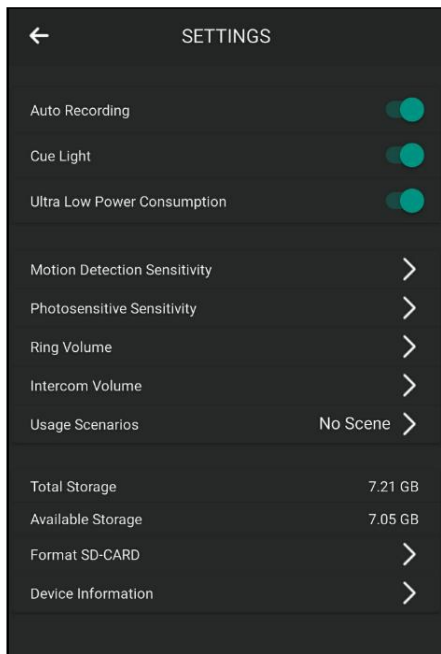 SETTINGS
Auto Recording
Cue Light
Ultra Low Power Consumption
Motion Detection Sensitivity
Photosensitive Sensitivity
Ring Volume
Intercom Volume
Usage Scenarios No Scene
Total Storage 7.21 GB
Available Storage 7.05 GB
Format SD-CARD
Device Information